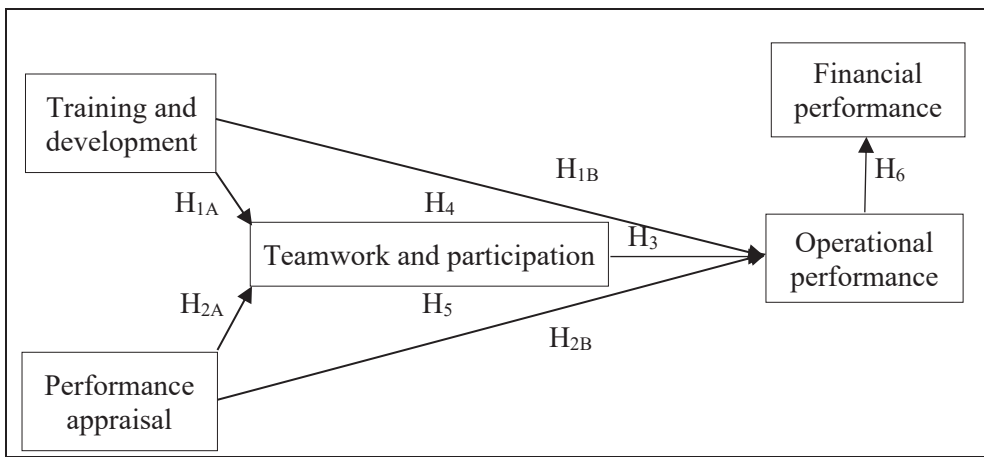 Financial
performance
Training and
development
H1B
H6
H1A
H4
Teamwork and participation
H3
Operational
performance
H2A
H5
H2B
Performance
appraisal